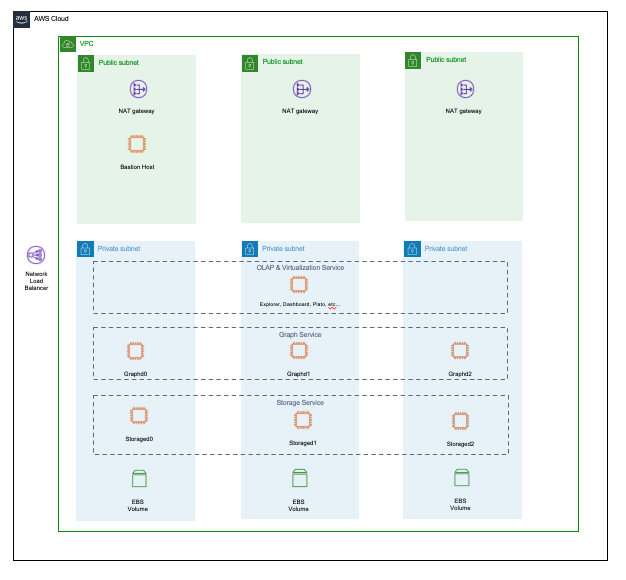 aws
AWS Cloud
VPC
Public subnet
Public subnet
Public subnet
NAT gateway
NAT gateway
NAT gateway
Bastion Host
Network
Load
Balancer
Private subnet
Private subnet
Private subnet
OLAP & Virtualization Service
Explorer, Dashboard, Plato, etc...
Graph Service
Graphd0
Graphd1
Graphd2
Storage Service
Storaged0
Storaged1
Storaged2
EBS
Volume
EBS
Volume
EBS
Volume